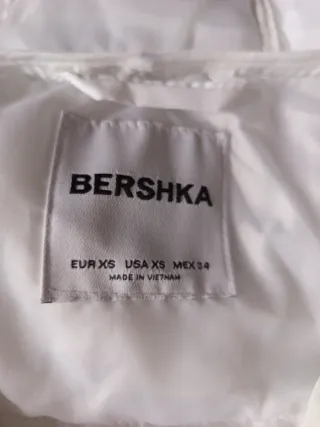 BERSHKA
EUR XS USA XS MEX 34
MADE IN VIETNAM